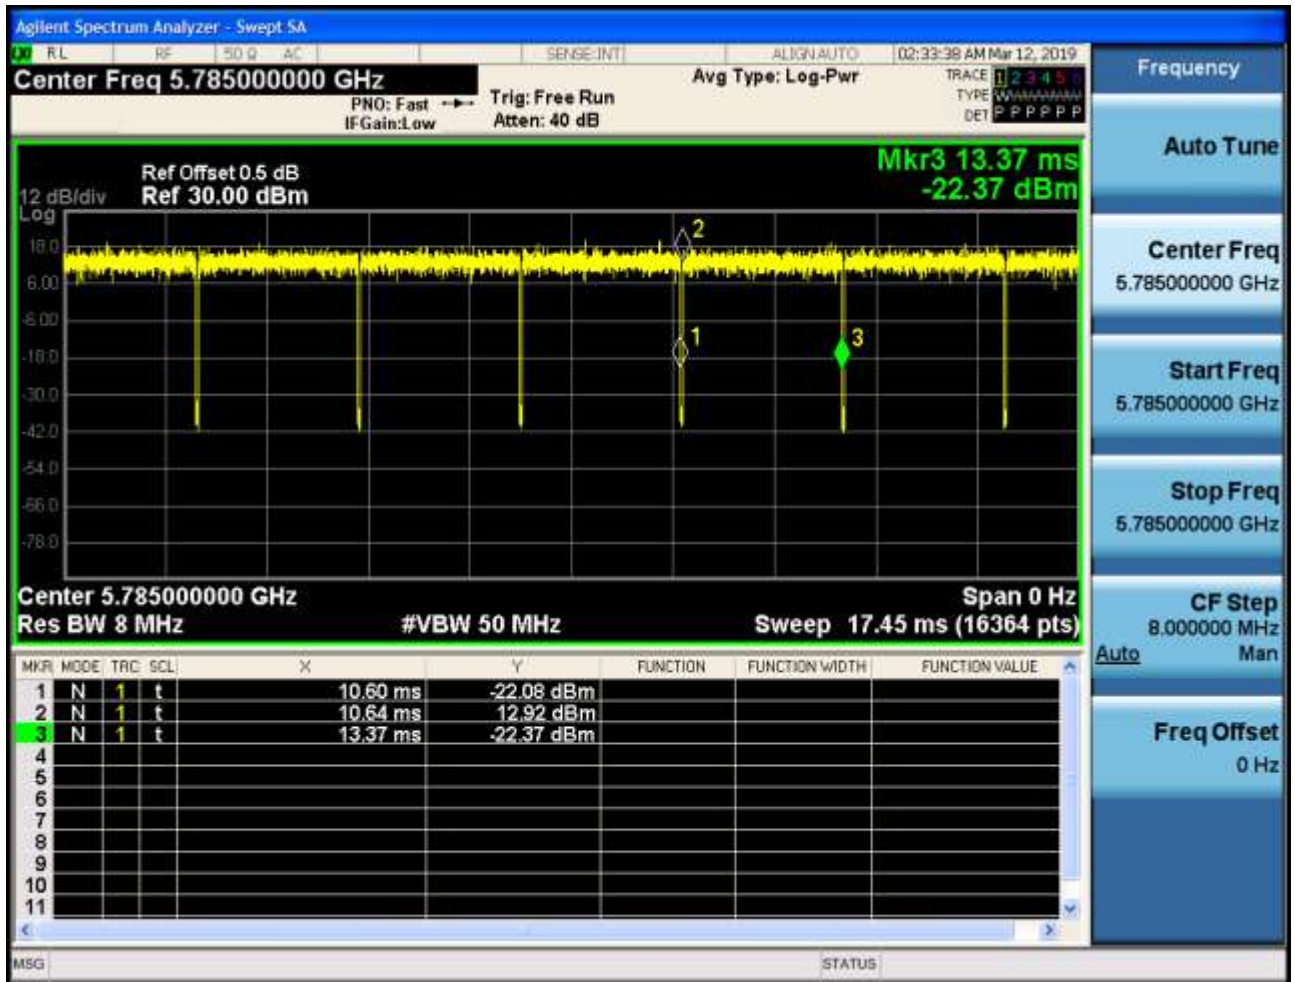 Agilent Spectrum Analyzer - Swept SA
RL RF 50 Ω AC SENSE:INT ALIGN AUTO 02:33:38 AM Mar 12, 2019
Center Freq 5.785000000 GHz
PNO: Fast
IFGain:Low
Trig: Free Run
Atten: 40 dB
Avg Type: Log-Pwr
TRACE 1 2 3 4 5 6
TYPE
DET P P P P P P
Mkr3 13.37 ms
-22.37 dBm
Ref Offset 0.5 dB
12 dB/div Ref 30.00 dBm
Log
18.0
6.00
-6.00
-18.0
-30.0
-42.0
-54.0
-66.0
-78.0
2
1
3
Center 5.785000000 GHz Span 0 Hz
Res BW 8 MHz #VBW 50 MHz Sweep 17.45 ms (16364 pts)
MKR MODE TRC SCL X Y FUNCTION FUNCTION WIDTH FUNCTION VALUE
1 N 1 t 10.60 ms -22.08 dBm
2 N 1 t 10.64 ms 12.92 dBm
3 N 1 t 13.37 ms -22.37 dBm
4
5
6
7
8
9
10
11
MSG STATUS
Frequency
Auto Tune
Center Freq
5.785000000 GHz
Start Freq
5.785000000 GHz
Stop Freq
5.785000000 GHz
CF Step
8.000000 MHz
Auto Man
Freq Offset
0 Hz